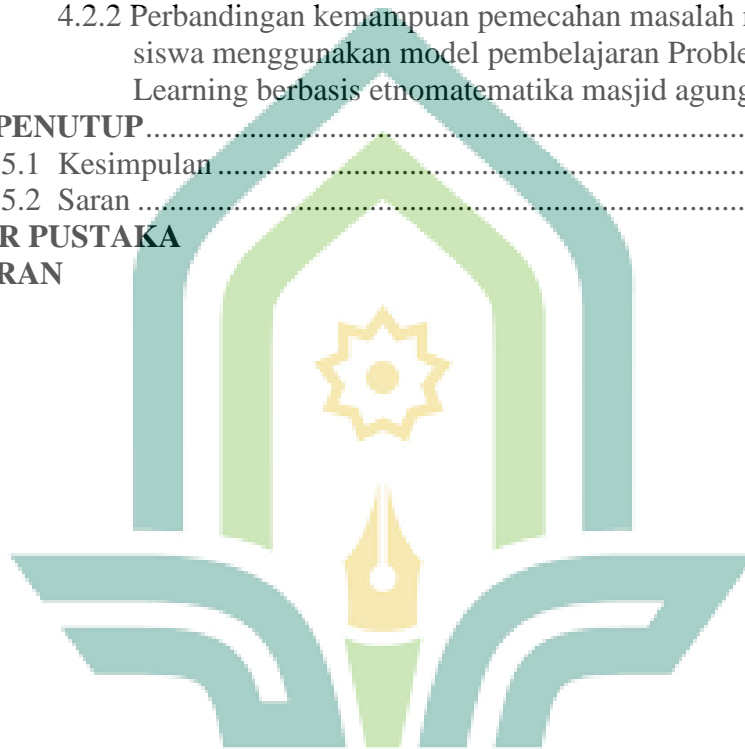 4.2.2 Perbandingan kemampuan pemecahan masalah
siswa menggunakan model pembelajaran
Learning berbasis etnomatematika masjid agung
PENUTUP........................................................................
5.1 Kesimpulan...............................................................
5.2 Saran........................................................................
R PUSTAKA
RAN